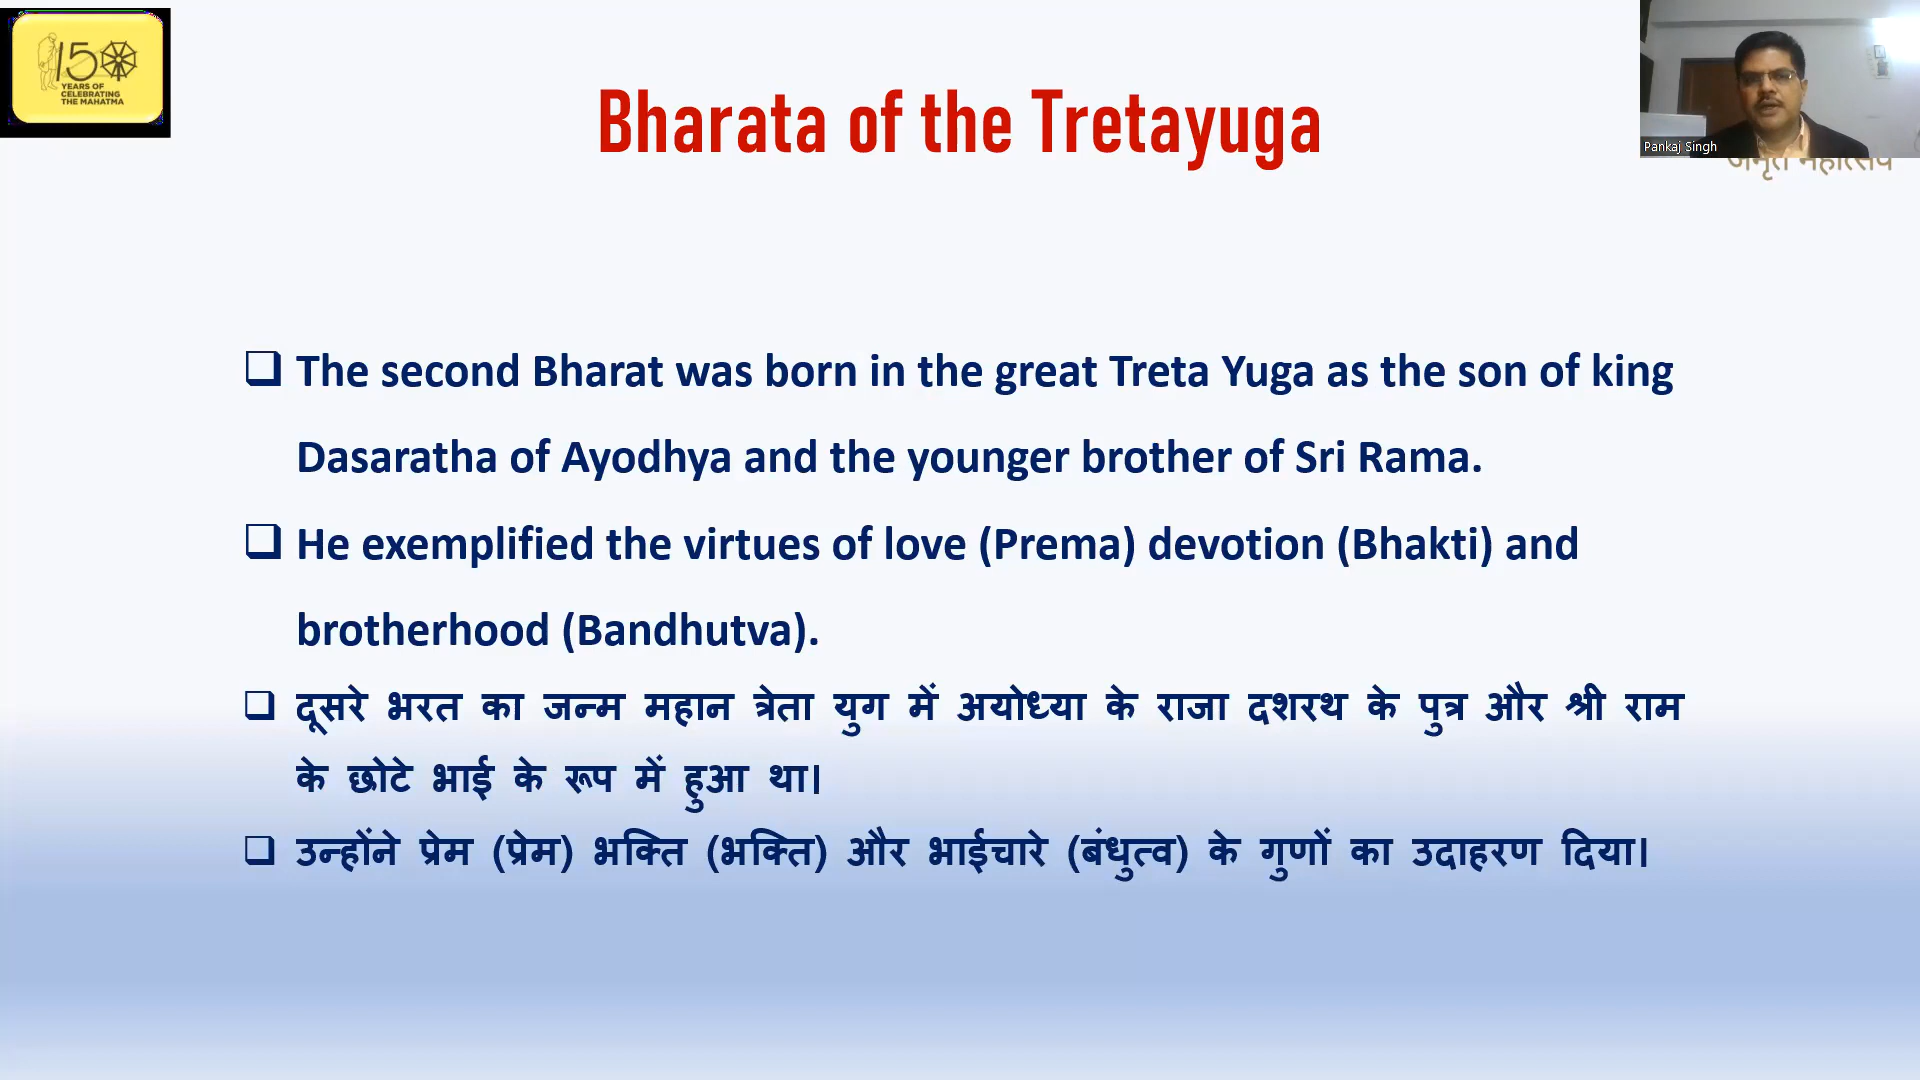 150
YEARS OF
CELEBRATING
THE MAHATMA
Bharata of the Tretayuga
Pankaj Singh
अमृत महोत्सव
The second Bharat was born in the great Treta Yuga as the son of king
Dasaratha of Ayodhya and the younger brother of Sri Rama.
He exemplified the virtues of love (Prema) devotion (Bhakti) and
brotherhood (Bandhutva).
दूसरे भरत का जन्म महान त्रेता युग में अयोध्या के राजा दशरथ के पुत्र और श्री राम
के छोटे भाई के रूप में हुआ था।
उन्होंने प्रेम (प्रेम) भक्ति (भक्ति) और भाईचारे (बंधुत्व) के गुणों का उदाहरण दिया।